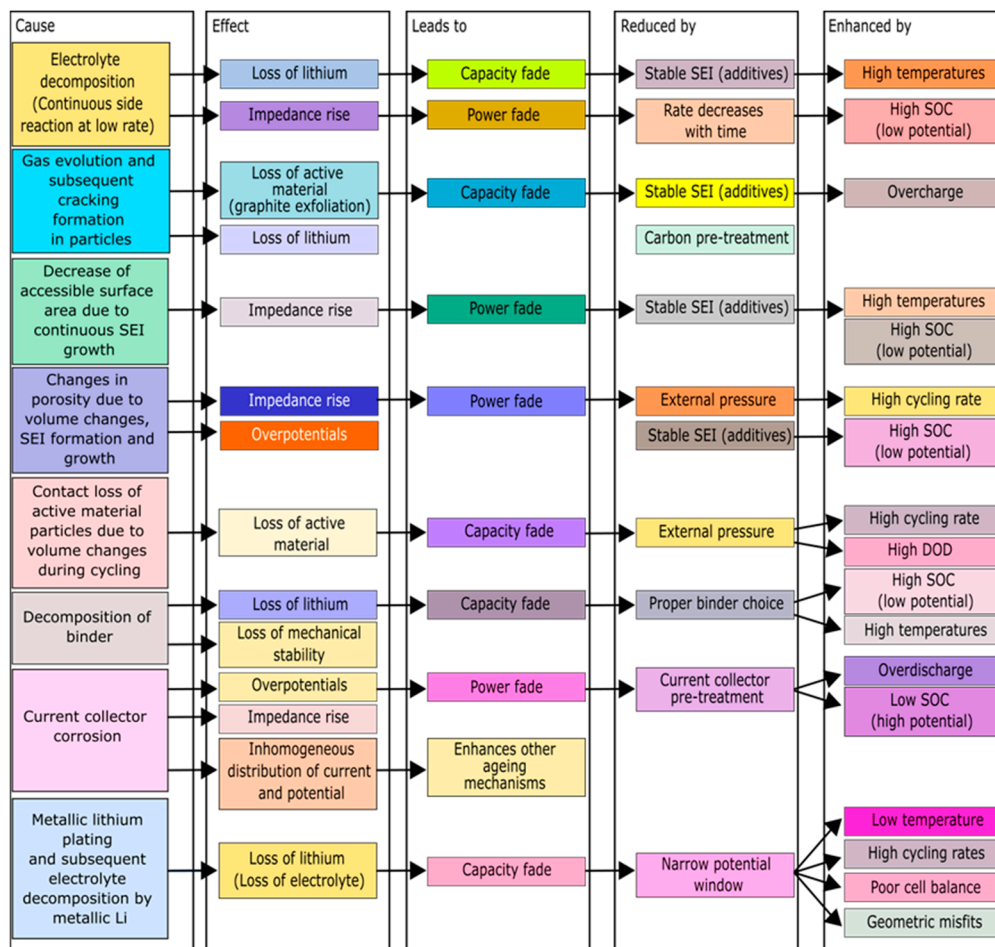 Cause
Effect
Leads to
Reduced by
Enhanced by
Electrolyte
decomposition
(Continuous side
reaction at low rate)
Loss of lithium
Capacity fade
Stable SEI (additives)
High temperatures
Impedance rise
Power fade
Rate decreases
with time
High SOC
(low potential)
Gas evolution and
subsequent
cracking
formation
in particles
Loss of active
material
(graphite exfoliation)
Capacity fade
Stable SEI (additives)
Overcharge
Loss of lithium
Carbon pre-treatment
Decrease of
accessible surface
area due to
continuous SEI
growth
Impedance rise
Power fade
Stable SEI (additives)
High temperatures
High SOC
(low potential)
Changes in
porosity due to
volume changes,
SEI formation and
growth
Impedance rise
Power fade
External pressure
High cycling rate
Overpotentials
Stable SEI (additives)
High SOC
(low potential)
Contact loss of
active material
particles due to
volume changes
during cycling
Loss of active
material
Capacity fade
External pressure
High cycling rate
High DOD
Decomposition of
binder
Loss of lithium
Capacity fade
Proper binder choice
High SOC
(low potential)
High temperatures
Loss of mechanical
stability
Current collector
corrosion
Overpotentials
Power fade
Current collector
pre-treatment
Overdischarge
Low SOC
(high potential)
Impedance rise
Inhomogeneous
distribution of current
and potential
Enhances other
ageing
mechanisms
Metallic lithium
plating
and subsequent
electrolyte
decomposition by
metallic Li
Loss of lithium
(Loss of electrolyte)
Capacity fade
Narrow potential
window
Low temperature
High cycling rates
Poor cell balance
Geometric misfits